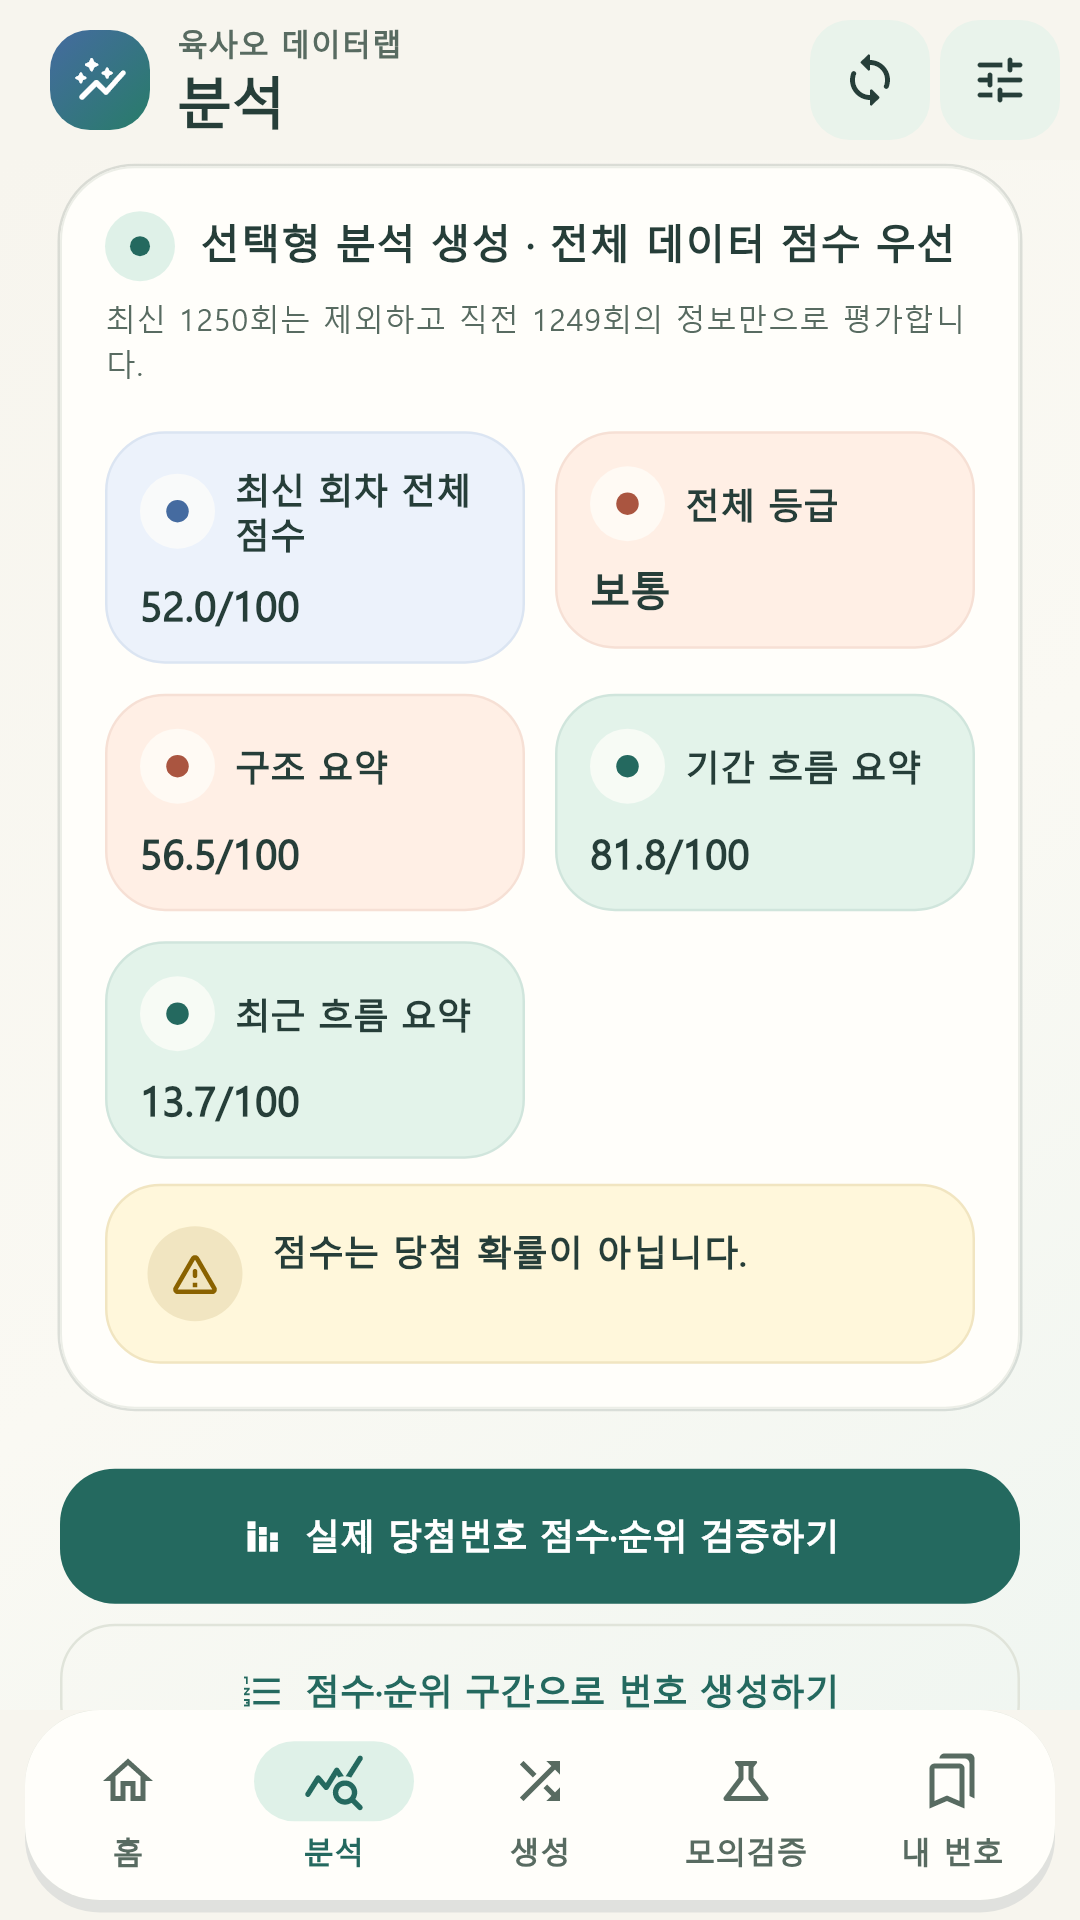 육사오 데이터랩
분석
선택형 분석 생성 · 전체 데이터 점수 우선
최신 1250회는 제외하고 직전 1249회의 정보만으로 평가합니
다.
최신 회차 전체
점수
52.0/100
전체 등급
보통
구조 요약
56.5/100
기간 흐름 요약
81.8/100
최근 흐름 요약
13.7/100
점수는 당첨 확률이 아닙니다.
실제 당첨번호 점수·순위 검증하기
점수·순위 구간으로 번호 생성하기
홈
분석
생성
모의검증
내 번호